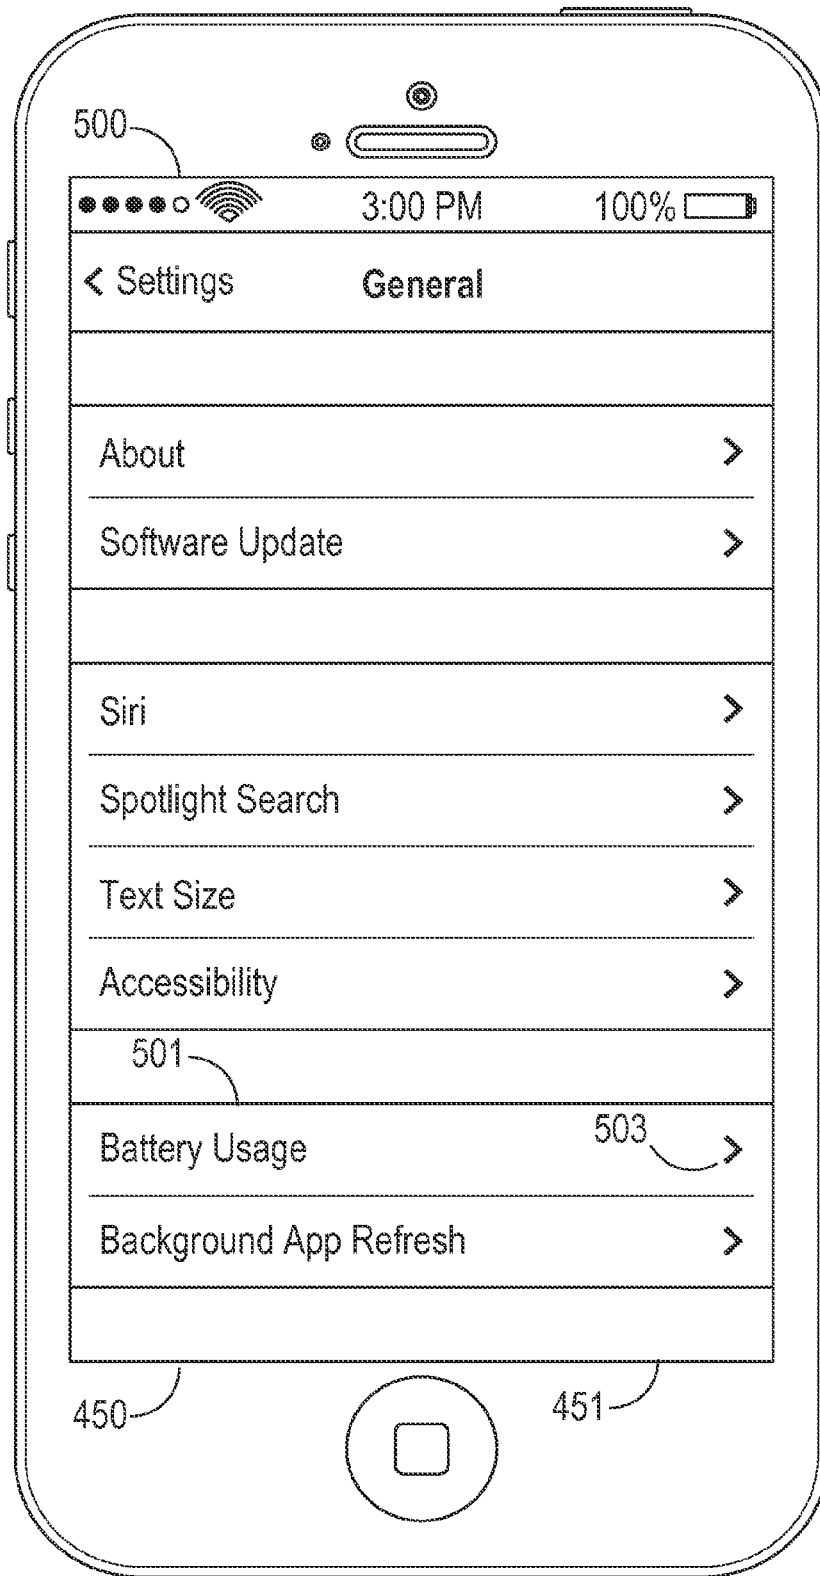 500
3:00 PM 100%
< Settings General
About >
Software Update >
Siri >
Spotlight Search >
Text Size >
Accessibility >
501
Battery Usage 503 >
Background App Refresh >
450 451